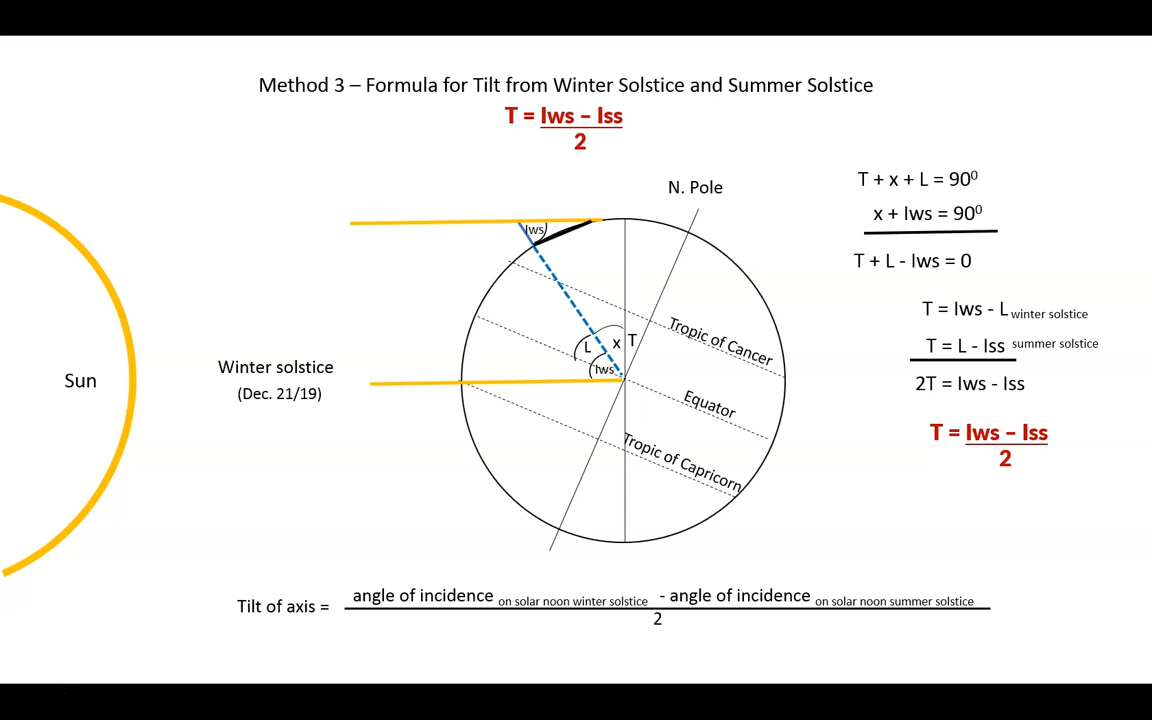 Method 3 – Formula for Tilt from Winter Solstice and Summer Solstice
T = Iws – Iss
2
N. Pole
T + x + L = 90⁰
x + Iws = 90⁰
T + L - Iws = 0
T = Iws - L winter solstice
T = L - Iss summer solstice
2T = Iws - Iss
T = Iws – Iss
2
Iws
L
x
T
Iws
Tropic of Cancer
Equator
Tropic of Capricorn
Sun
Winter solstice
(Dec. 21/19)
Tilt of axis = angle of incidence on solar noon winter solstice - angle of incidence on solar noon summer solstice
2